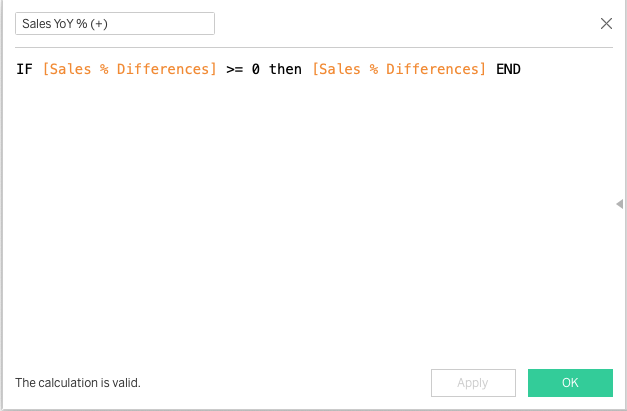 Sales YoY % (+)
IF [Sales % Differences] >= 0 then [Sales % Differences] END
The calculation is valid.
Apply
OK